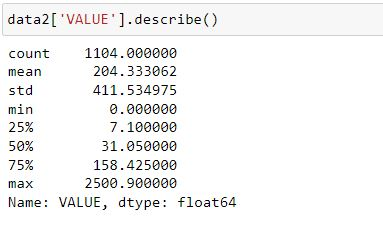 data2['VALUE'].describe()
count    1104.000000
mean      204.333062
std       411.534975
min         0.000000
25%         7.100000
50%        31.050000
75%       158.425000
max      2500.900000
Name: VALUE, dtype: float64